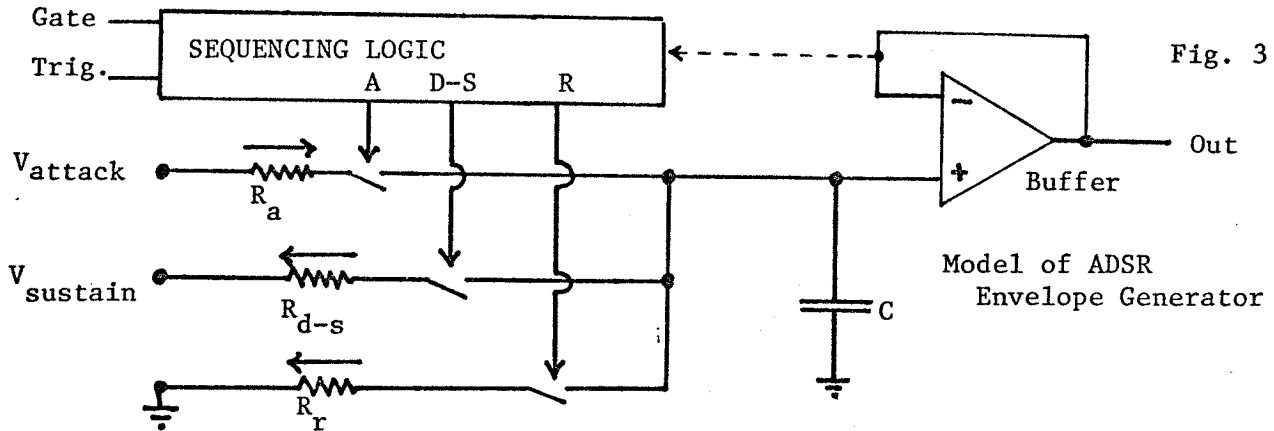 Gate
Trig.
SEQUENCING LOGIC
A D-S R
Fig. 3
Vattack
Ra
−
+
Out
Buffer
Vsustain
Rd-s
Model of ADSR
Envelope Generator
C
Rr